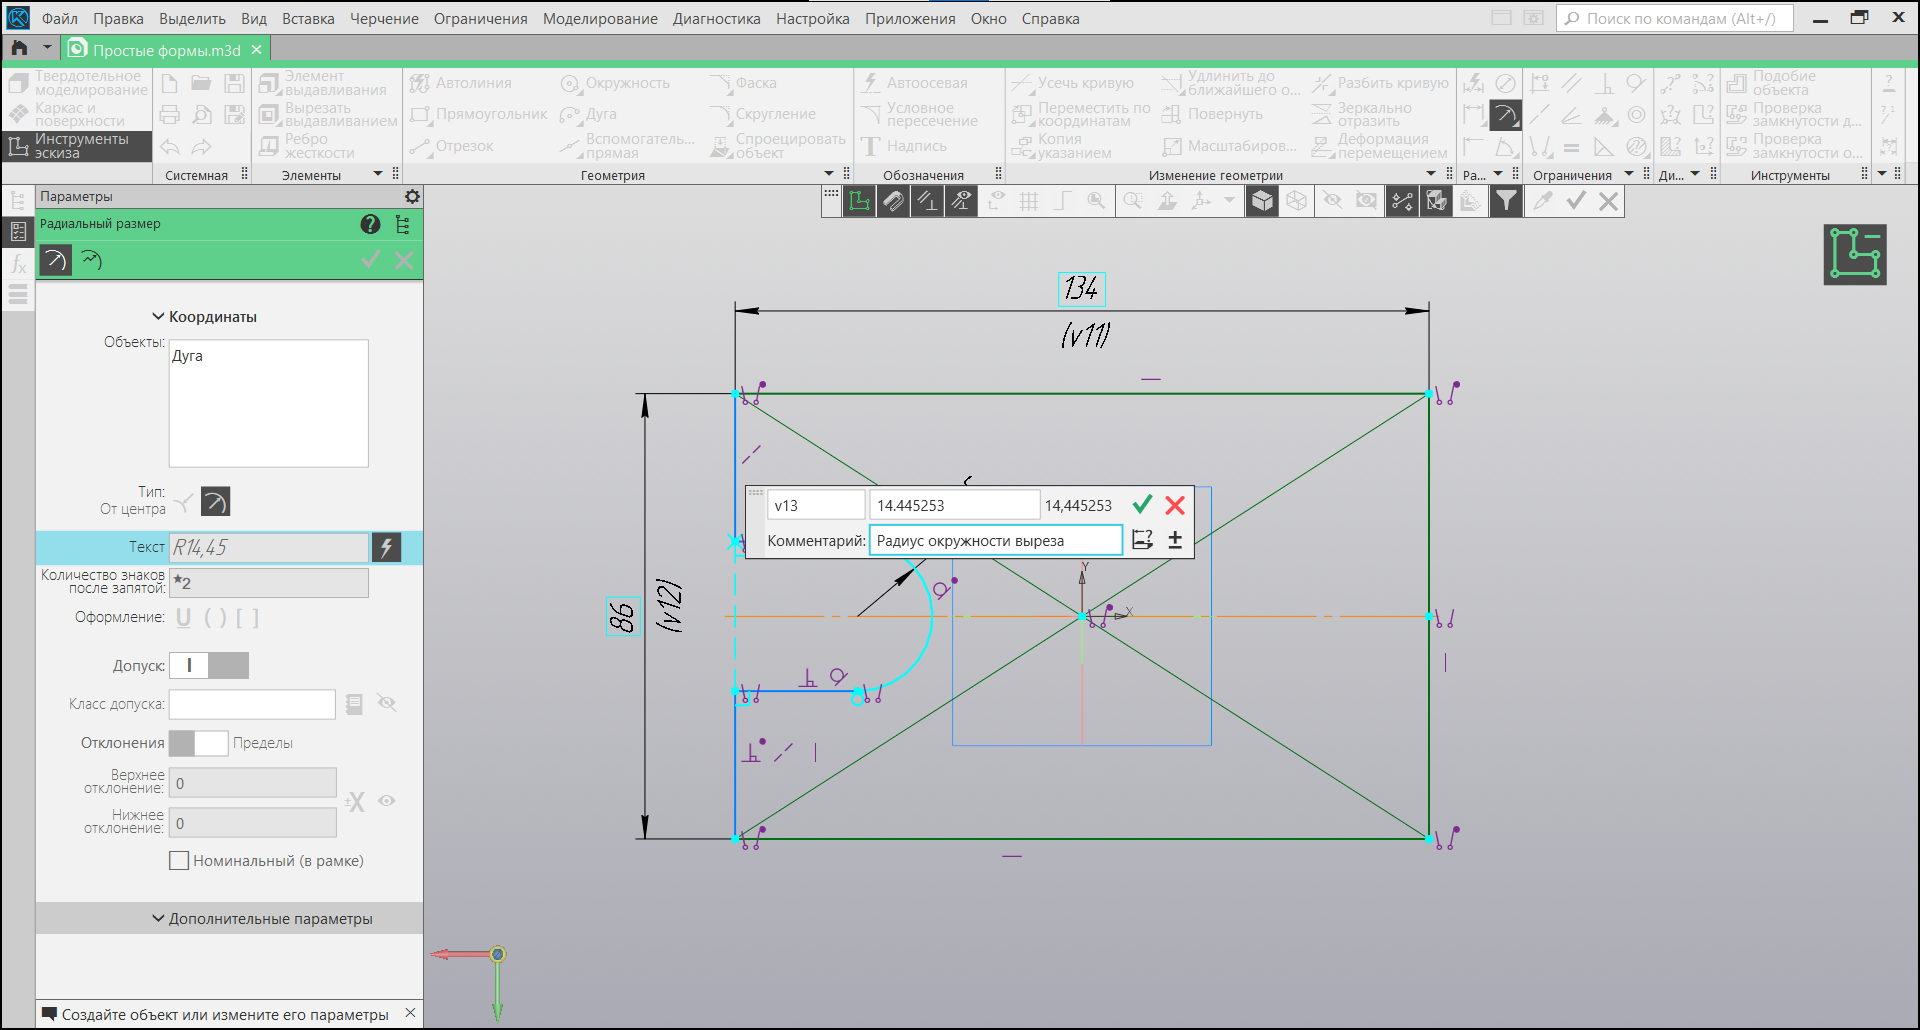 Файл Правка Выделить Вид Вставка Черчение Ограничения Моделирование Диагностика Настройка Приложения Окно Справка Поиск по командам (Alt+/)
Простые формы.m3d
Твердотельное моделирование
Каркас и поверхности
Инструменты эскиза
Системная
Элемент выдавливания
Вырезать выдавливанием
Ребро жесткости
Элементы
Автолиния Окружность Фаска
Прямоугольник Дуга Скругление
Отрезок Вспомогатель... прямая Спроецировать объект
Геометрия
Автоосевая
Условное пересечение
Надпись
Обозначения
Усечь кривую Удлинить до ближайшего о... Разбить кривую
Переместить по координатам Повернуть Зеркально отразить
Копия указанием Масштабиров... Деформация перемещением
Изменение геометрии
Ра...
Ограничения
Ди...
Подобие объекта
Проверка замкнутости д...
Проверка замкнутости о...
Инструменты
Параметры
Радиальный размер
Координаты
Объекты:
Дуга
Тип:
От центра
Текст R14,45
Количество знаков
после запятой: *2
Оформление: U ( ) [ ]
Допуск: I
Класс допуска:
Отклонения Пределы
Верхнее
отклонение: 0
±X
Нижнее
отклонение: 0
Номинальный (в рамке)
Дополнительные параметры
Создайте объект или измените его параметры
134
(v11)
86
(v12)
v13 14.445253 14,445253
Комментарий: Радиус окружности выреза
Y
X